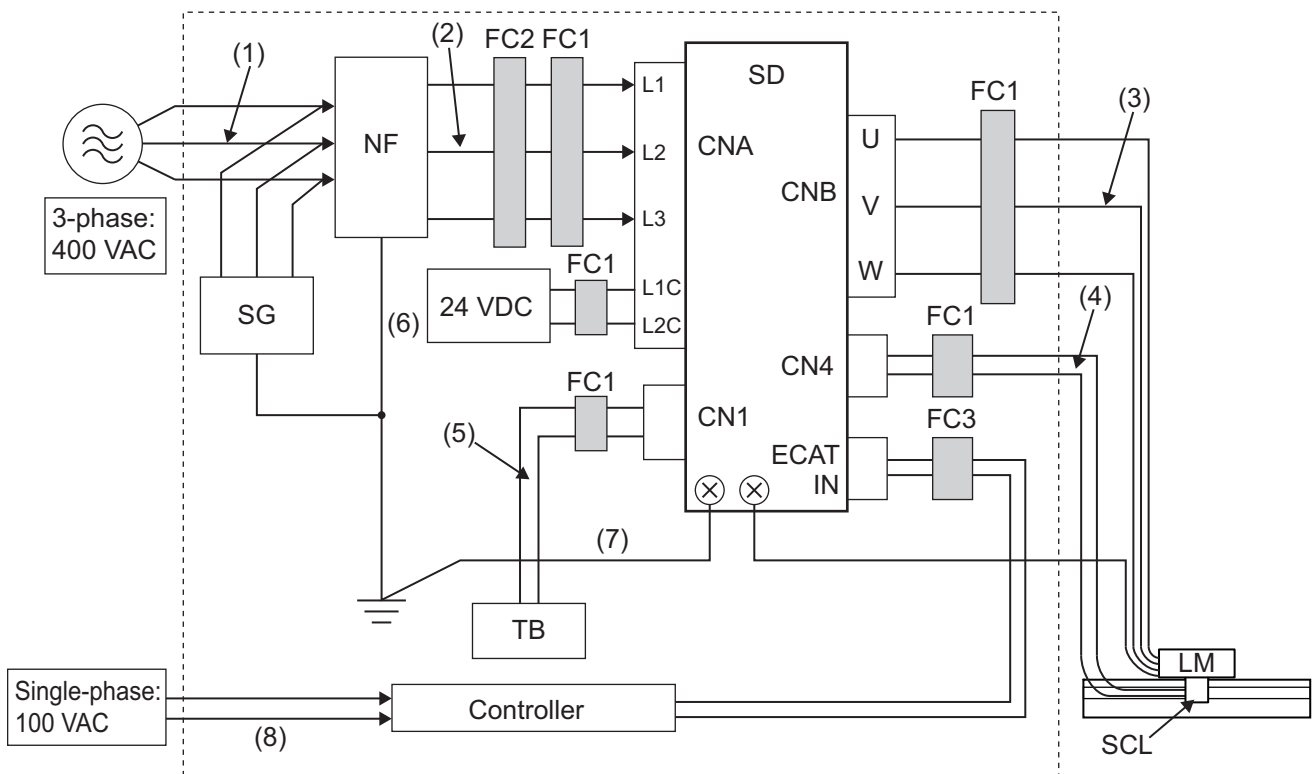 (1)
(2)
FC2
FC1
SD
FC1
(3)
L1
NF
CNA
L2
U
CNB
V
3-phase:
400 VAC
L3
W
FC1
L1C
24 VDC
L2C
SG
(6)
FC1
(4)
CN4
FC1
CN1
FC3
(5)
ECAT
IN
(7)
TB
LM
Single-phase:
100 VAC
Controller
(8)
SCL